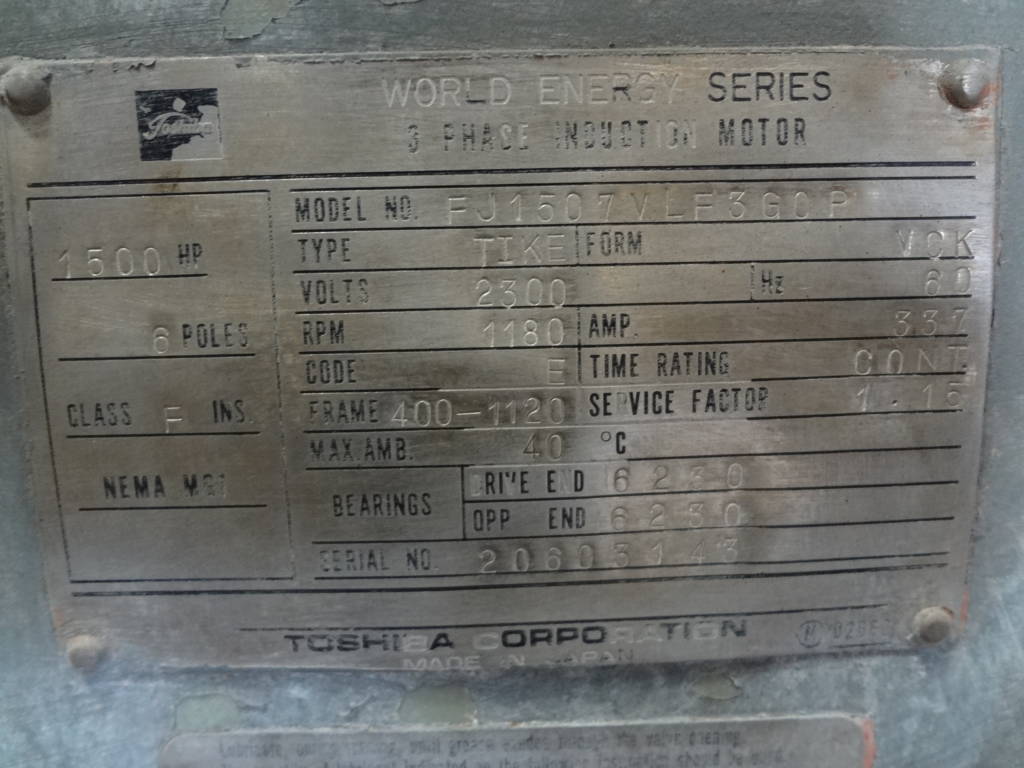 Toshiba
WORLD ENERGY SERIES
3 PHASE INDUCTION MOTOR
1500 HP
6 POLES
CLASS F INS.
NEMA MG1
MODEL NO. FJ1507VLF3GCP
TYPE TIKE FORM VCK
VOLTS 2300 Hz 60
RPM 1180 AMP. 337
CODE E TIME RATING CONT.
FRAME 400-1120 SERVICE FACTOR 1.15
MAX.AMB. 40 °C
BEARINGS
DRIVE END 6230
OPP END 6230
SERIAL NO. 20603143
TOSHIBA CORPORATION
MADE IN JAPAN